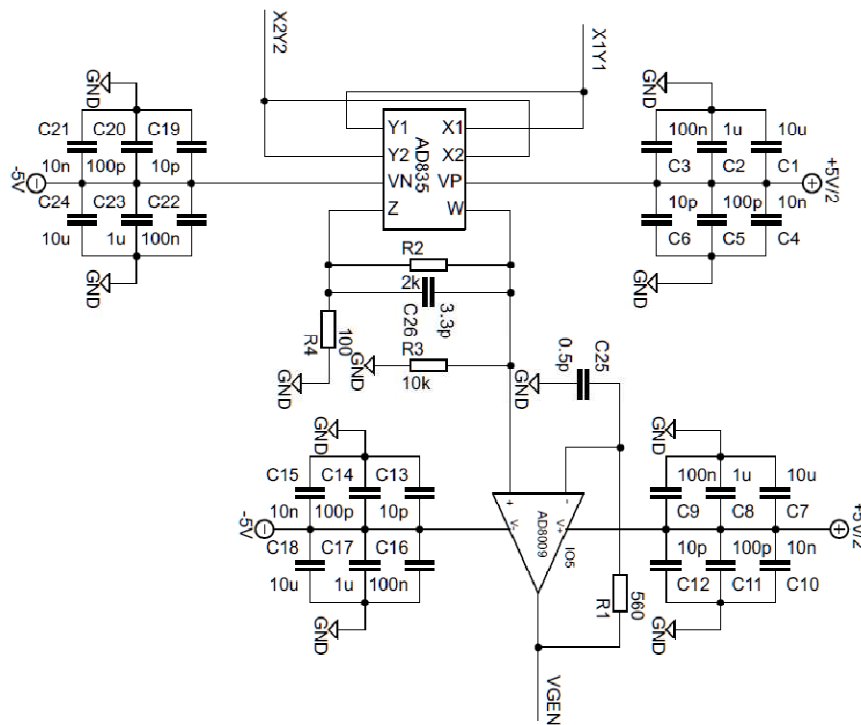 X2Y2
X1Y1
GND
GND
C21 C20 C19
10n 100p 10p
-5V
C24 C23 C22
10u 1u 100n
GND
Y1 X1
Y2 X2
VN VP
Z W
AD835
100n 1u 10u
C3 C2 C1
+5V/2
10p 100p 10n
C6 C5 C4
GND
R2
2k
C26
3.3p
R4
100
GND
R3
10k
GND
C25
0.5p
GND
GND
GND
C15 C14 C13
10n 100p 10p
-5V
C18 C17 C16
10u 1u 100n
GND
+ -
V- V+
AD8009
IO5
100n 1u 10u
C9 C8 C7
+5V/2
10p 100p 10n
C12 C11 C10
GND
560
R1
VGEN